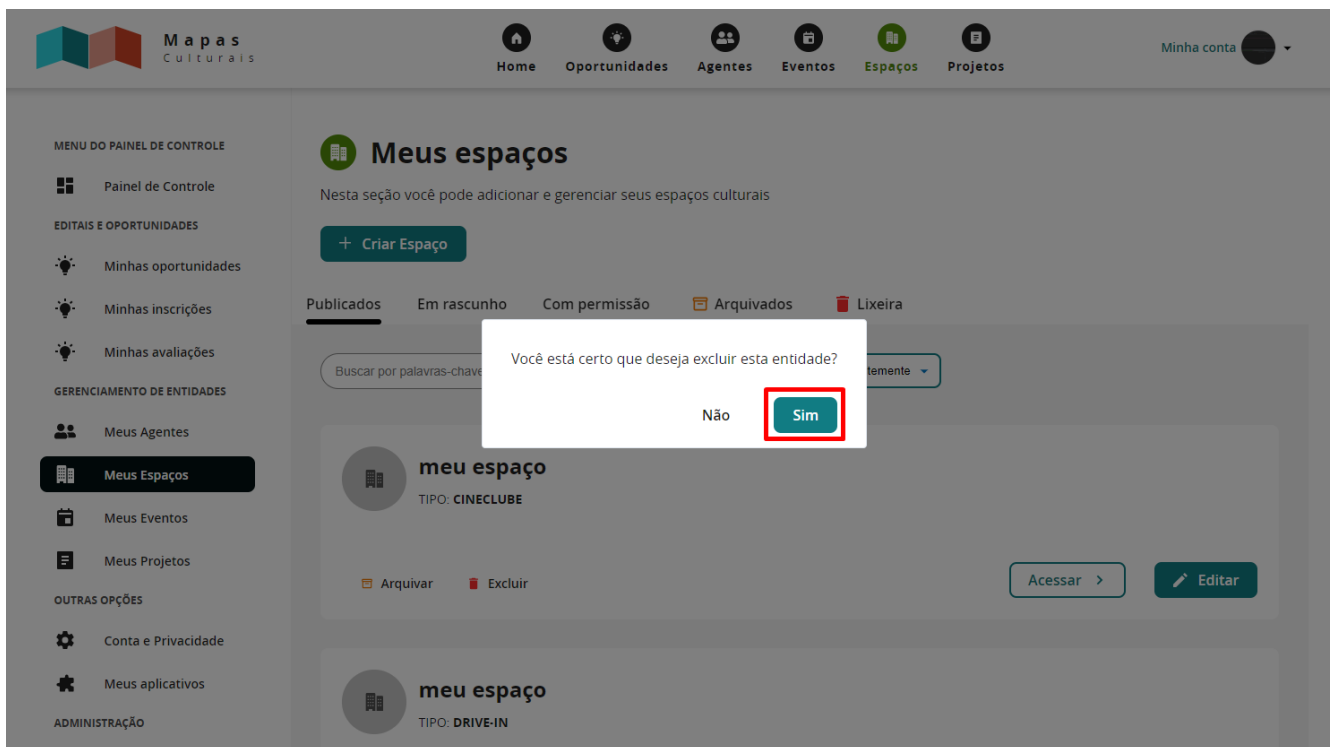 Mapas
Culturais
Home
Oportunidades
Agentes
Eventos
Espaços
Projetos
Minha conta
MENU DO PAINEL DE CONTROLE
Painel de Controle
EDITAIS E OPORTUNIDADES
Minhas oportunidades
Minhas inscrições
Minhas avaliações
GERENCIAMENTO DE ENTIDADES
Meus Agentes
Meus Espaços
Meus Eventos
Meus Projetos
OUTRAS OPÇÕES
Conta e Privacidade
Meus aplicativos
ADMINISTRAÇÃO
Meus espaços
Nesta seção você pode adicionar e gerenciar seus espaços culturais
+ Criar Espaço
Publicados
Em rascunho
Com permissão
Arquivados
Lixeira
Buscar por palavras-chave
temente
Você está certo que deseja excluir esta entidade?
Não
Sim
meu espaço
TIPO: CINECLUBE
Arquivar
Excluir
Acessar >
Editar
meu espaço
TIPO: DRIVE-IN